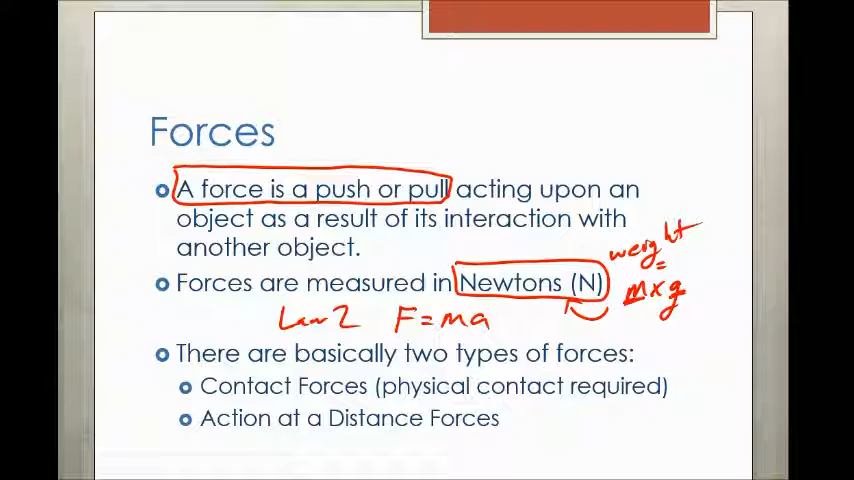 Forces
A force is a push or pull acting upon an
object as a result of its interaction with
another object.
weight
=
Forces are measured in Newtons (N)
m x g
Law 2 F = ma
There are basically two types of forces:
Contact Forces (physical contact required)
Action at a Distance Forces